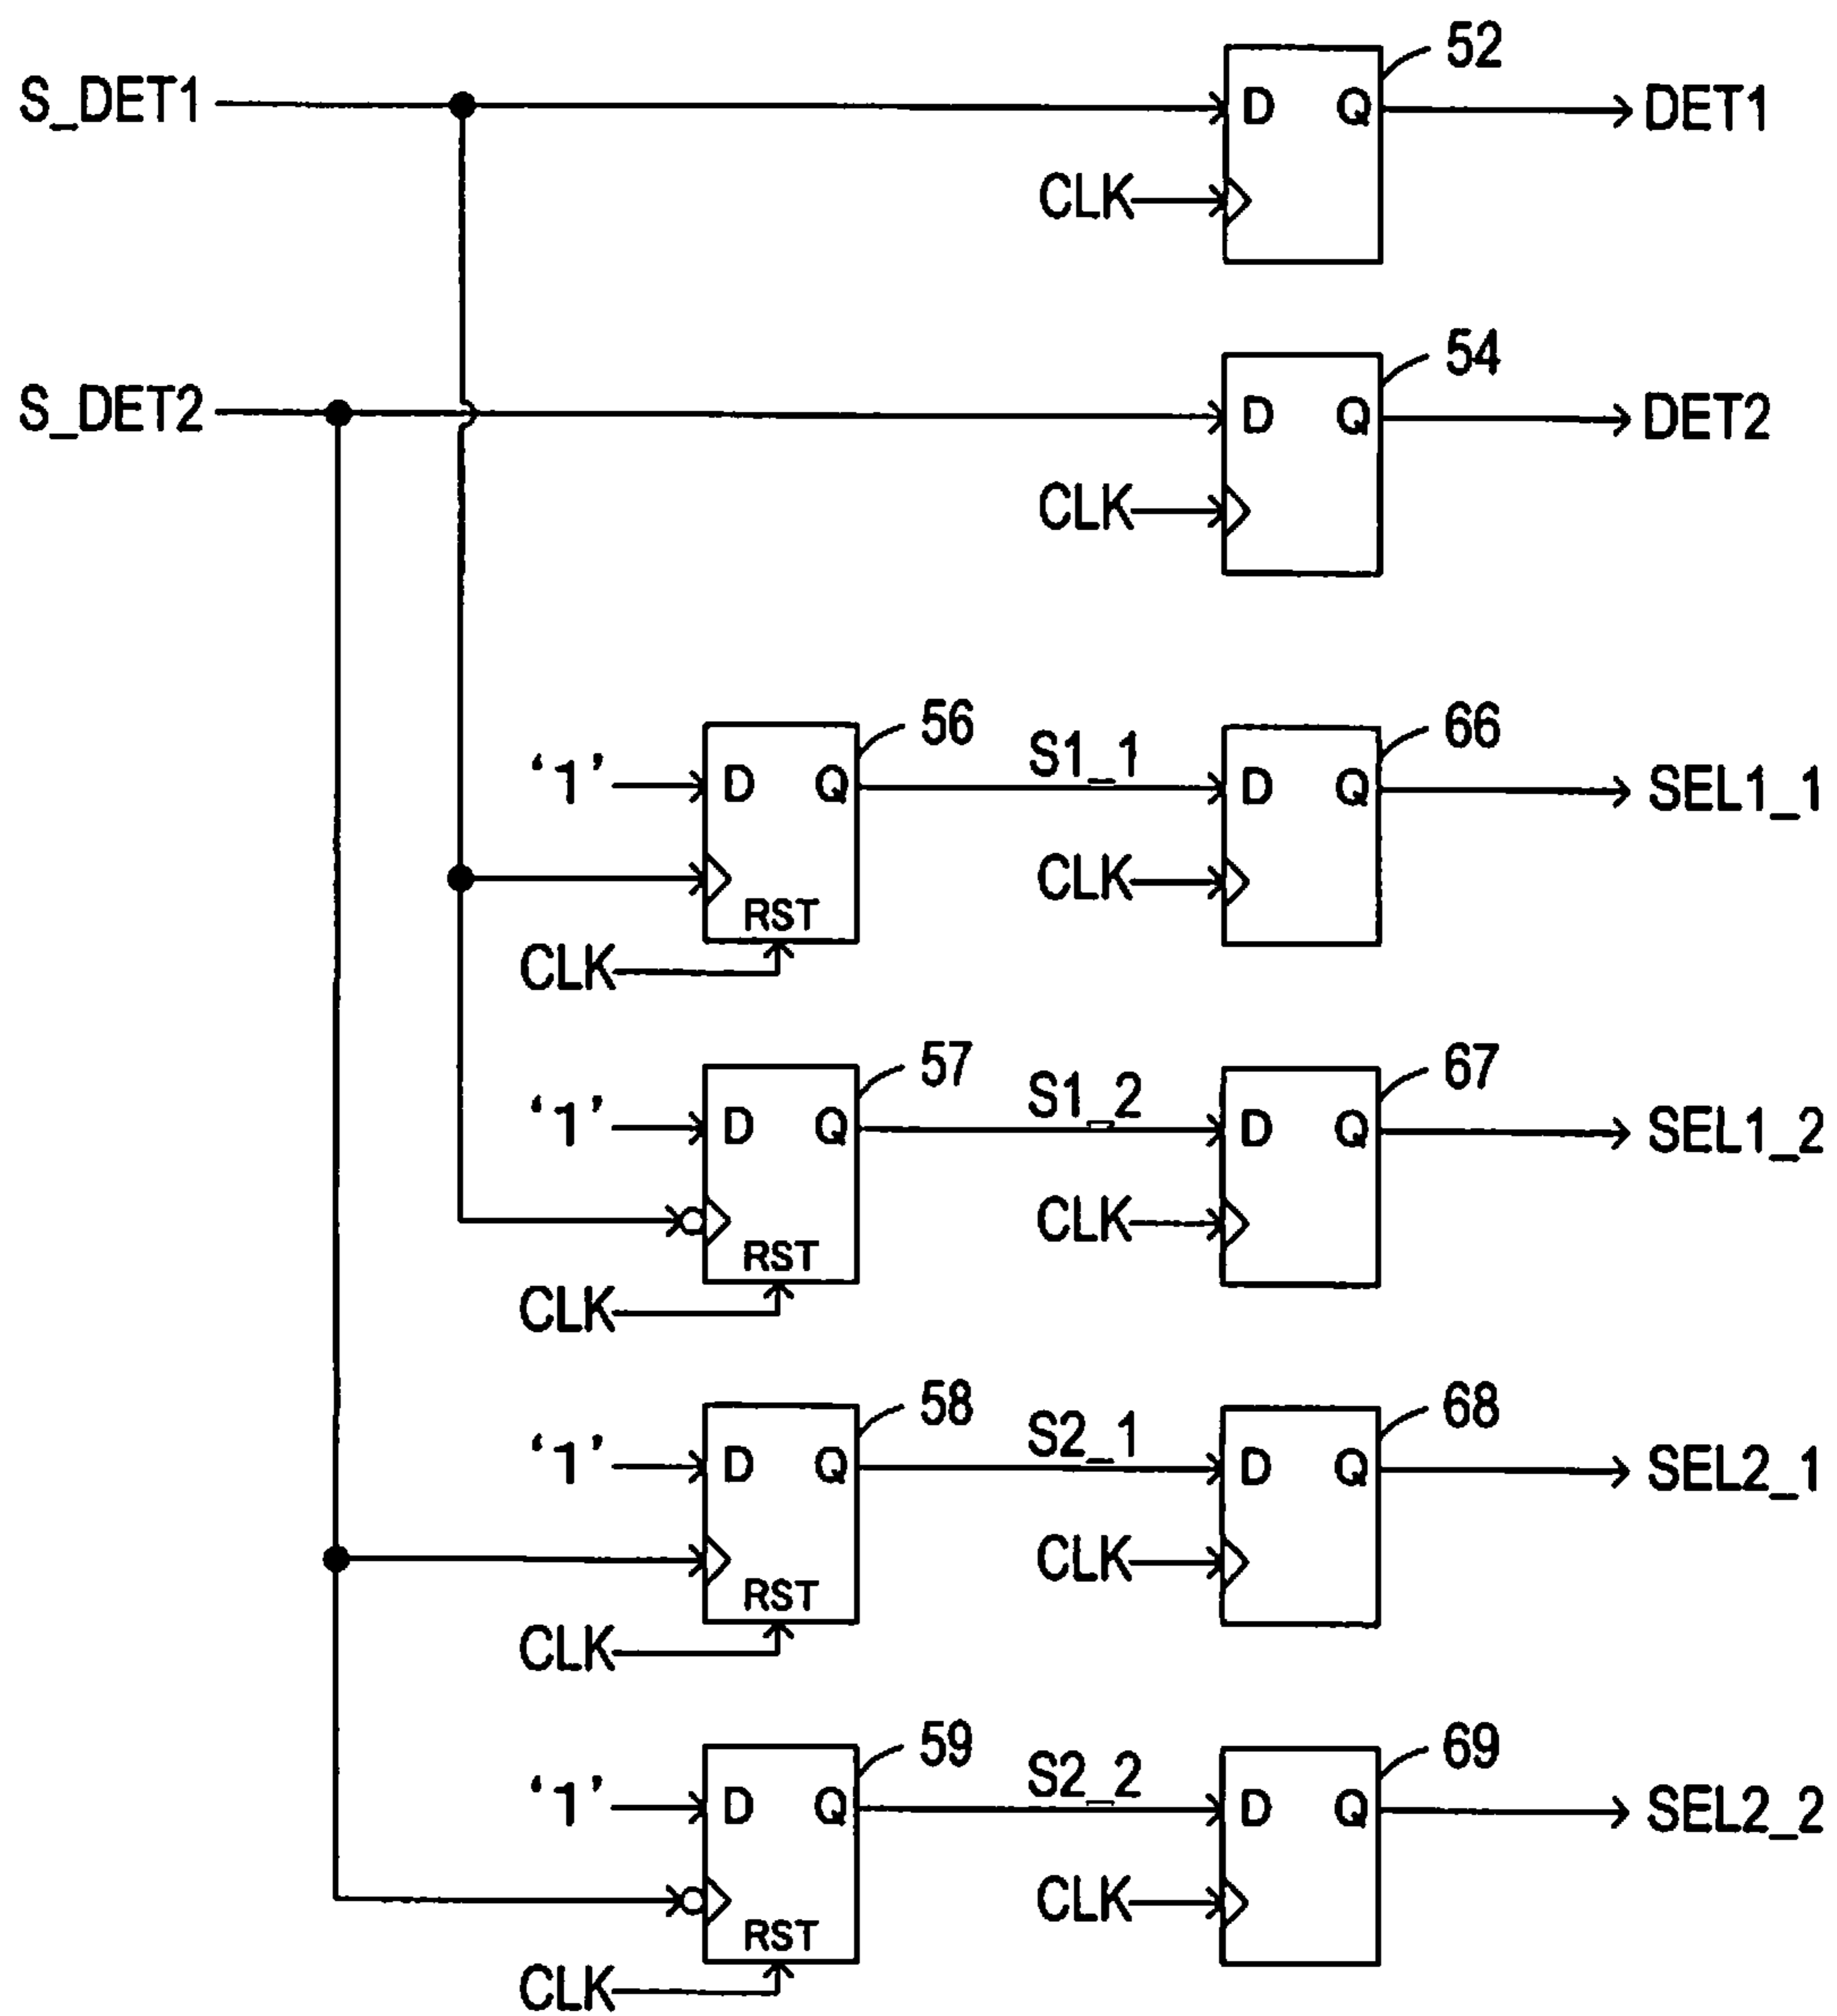 52
S_DET1
D Q
DET1
CLK
54
S_DET2
D Q
DET2
CLK
56
S1_1
66
'1'
D Q
D Q
SEL1_1
CLK
RST
CLK
57
S1_2
67
'1'
D Q
D Q
SEL1_2
CLK
RST
CLK
58
S2_1
68
'1'
D Q
D Q
SEL2_1
CLK
RST
CLK
59
S2_2
69
'1'
D Q
D Q
SEL2_2
CLK
RST
CLK